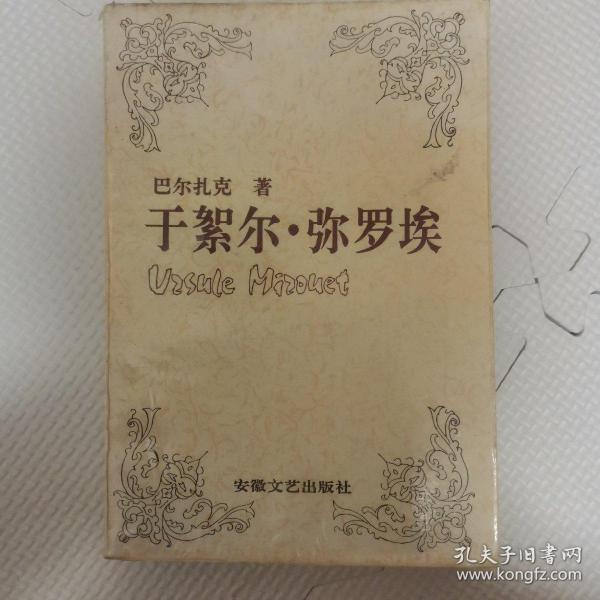 巴尔扎克 著
于絮尔·弥罗埃
Ursule Mirouet
安徽文艺出版社
孔夫子旧书网
www.kongfz.com